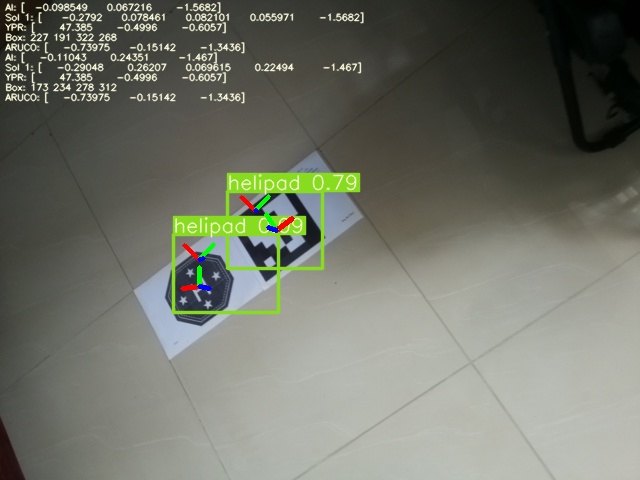 AI: [ −0.098549 0.067216 −1.5682]
Sol 1: [ −0.2792 0.078461 0.082101 0.055971 −1.5682]
YPR: [ 47.385 −0.4996 −0.6057]
Box: 227 191 322 268
ARUCO: [ −0.73975 −0.15142 −1.3436]
AI: [ −0.11043 0.24351 −1.467]
Sol 1: [ −0.29048 0.26207 0.069615 0.22494 −1.467]
YPR: [ 47.385 −0.4996 −0.6057]
Box: 173 234 278 312
ARUCO: [ −0.73975 −0.15142 −1.3436]
helipad 0.79
helipad